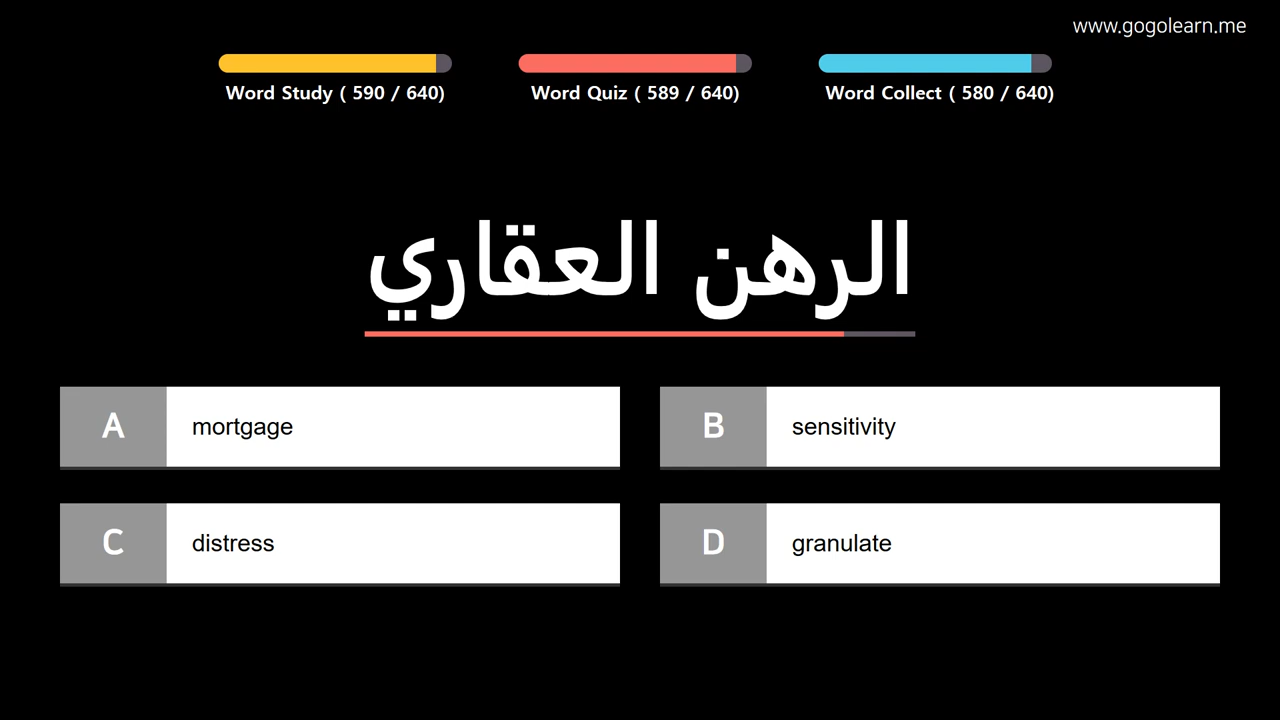 www.gogolearn.me
Word Study ( 590 / 640)
Word Quiz ( 589 / 640)
Word Collect ( 580 / 640)
الرهن العقاري
A mortgage
B sensitivity
C distress
D granulate